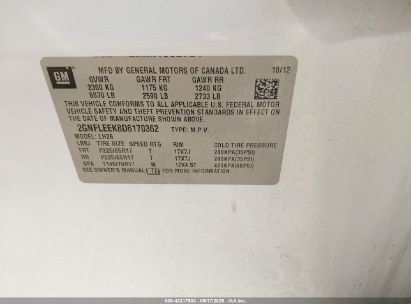 GM
MFD BY GENERAL MOTORS OF CANADA LTD. 10/12
GVWR GAWR FRT GAWR RR
2300 KG 1175 KG 1240 KG
5070 LB 2590 LB 2733 LB
THIS VEHICLE CONFORMS TO ALL APPLICABLE U.S. FEDERAL MOTOR
VEHICLE SAFETY AND THEFT PREVENTION STANDARDS IN EFFECT ON
THE DATE OF MANUFACTURE SHOWN ABOVE.
2GNFLEEK8D6170362 TYPE: M.P.V.
MODEL: LH26
TIRE SIZE SPEED RTG RIM COLD TIRE PRESSURE
FRT P225/65R17 T 17X7J 240KPA(35PSI)
RR P225/65R17 T 17X7J 240KPA(35PSI)
SPA T145/70R17 M 17X4.5T 420KPA(60PSI)
SEE OWNER'S MANUAL FOR MORE INFORMATION.